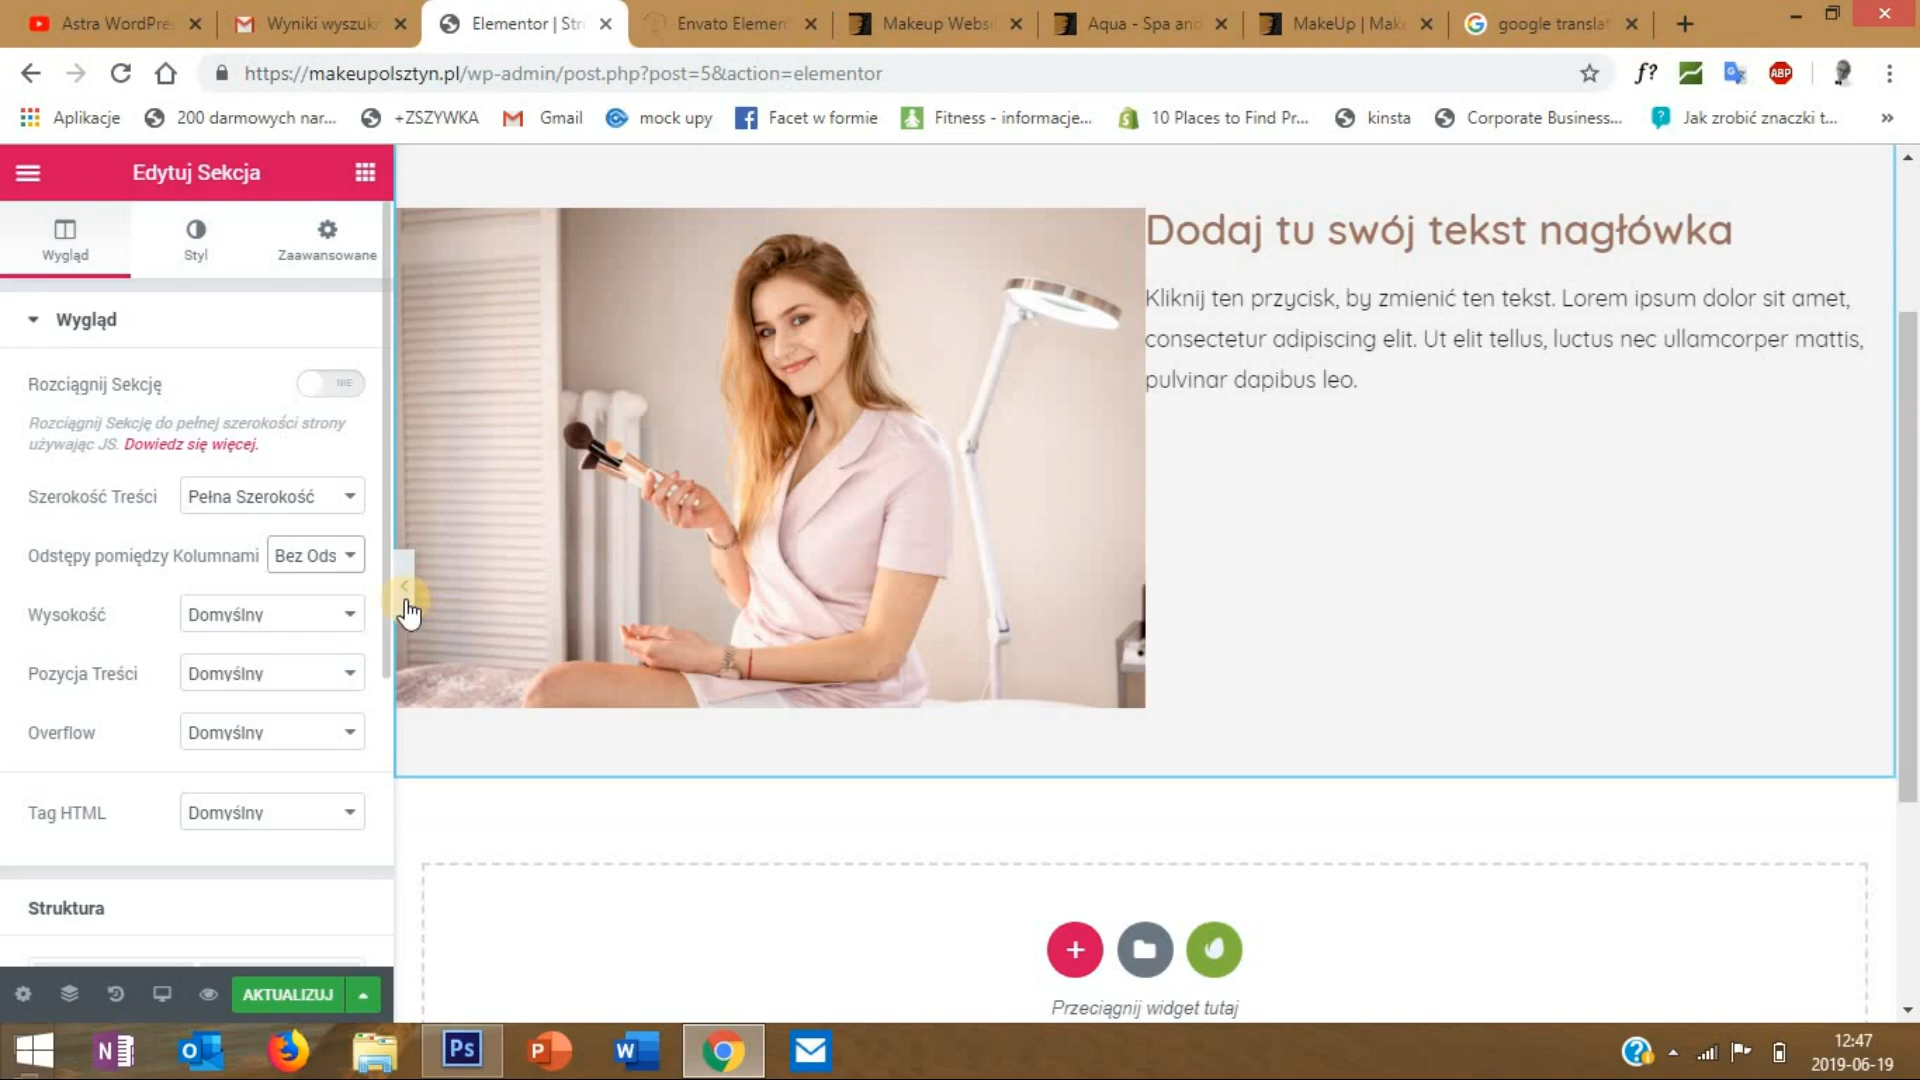 Astra WordPre
Wyniki wyszuk
Elementor | Str
Envato Elemen
Makeup Websi
Aqua - Spa and
MakeUp | Mak
google translat
https://makeupolsztyn.pl/wp-admin/post.php?post=5&action=elementor
f?
ABP
Aplikacje
200 darmowych nar...
+ZSZYWKA
Gmail
mock upy
Facet w formie
Fitness - informacje...
10 Places to Find Pr...
kinsta
Corporate Business...
Jak zrobić znaczki t...
»
Edytuj Sekcja
Wygląd
Styl
Zaawansowane
Wygląd
Rozciągnij Sekcję
NIE
Rozciągnij Sekcję do pełnej szerokości strony
używając JS. Dowiedz się więcej.
Szerokość Treści
Pełna Szerokość
Odstępy pomiędzy Kolumnami
Bez Ods
Wysokość
Domyślny
Pozycja Treści
Domyślny
Overflow
Domyślny
Tag HTML
Domyślny
Struktura
AKTUALIZUJ
Dodaj tu swój tekst nagłówka
Kliknij ten przycisk, by zmienić ten tekst. Lorem ipsum dolor sit amet,
consectetur adipiscing elit. Ut elit tellus, luctus nec ullamcorper mattis,
pulvinar dapibus leo.
Przeciągnij widget tutaj
12:47
2019-06-19